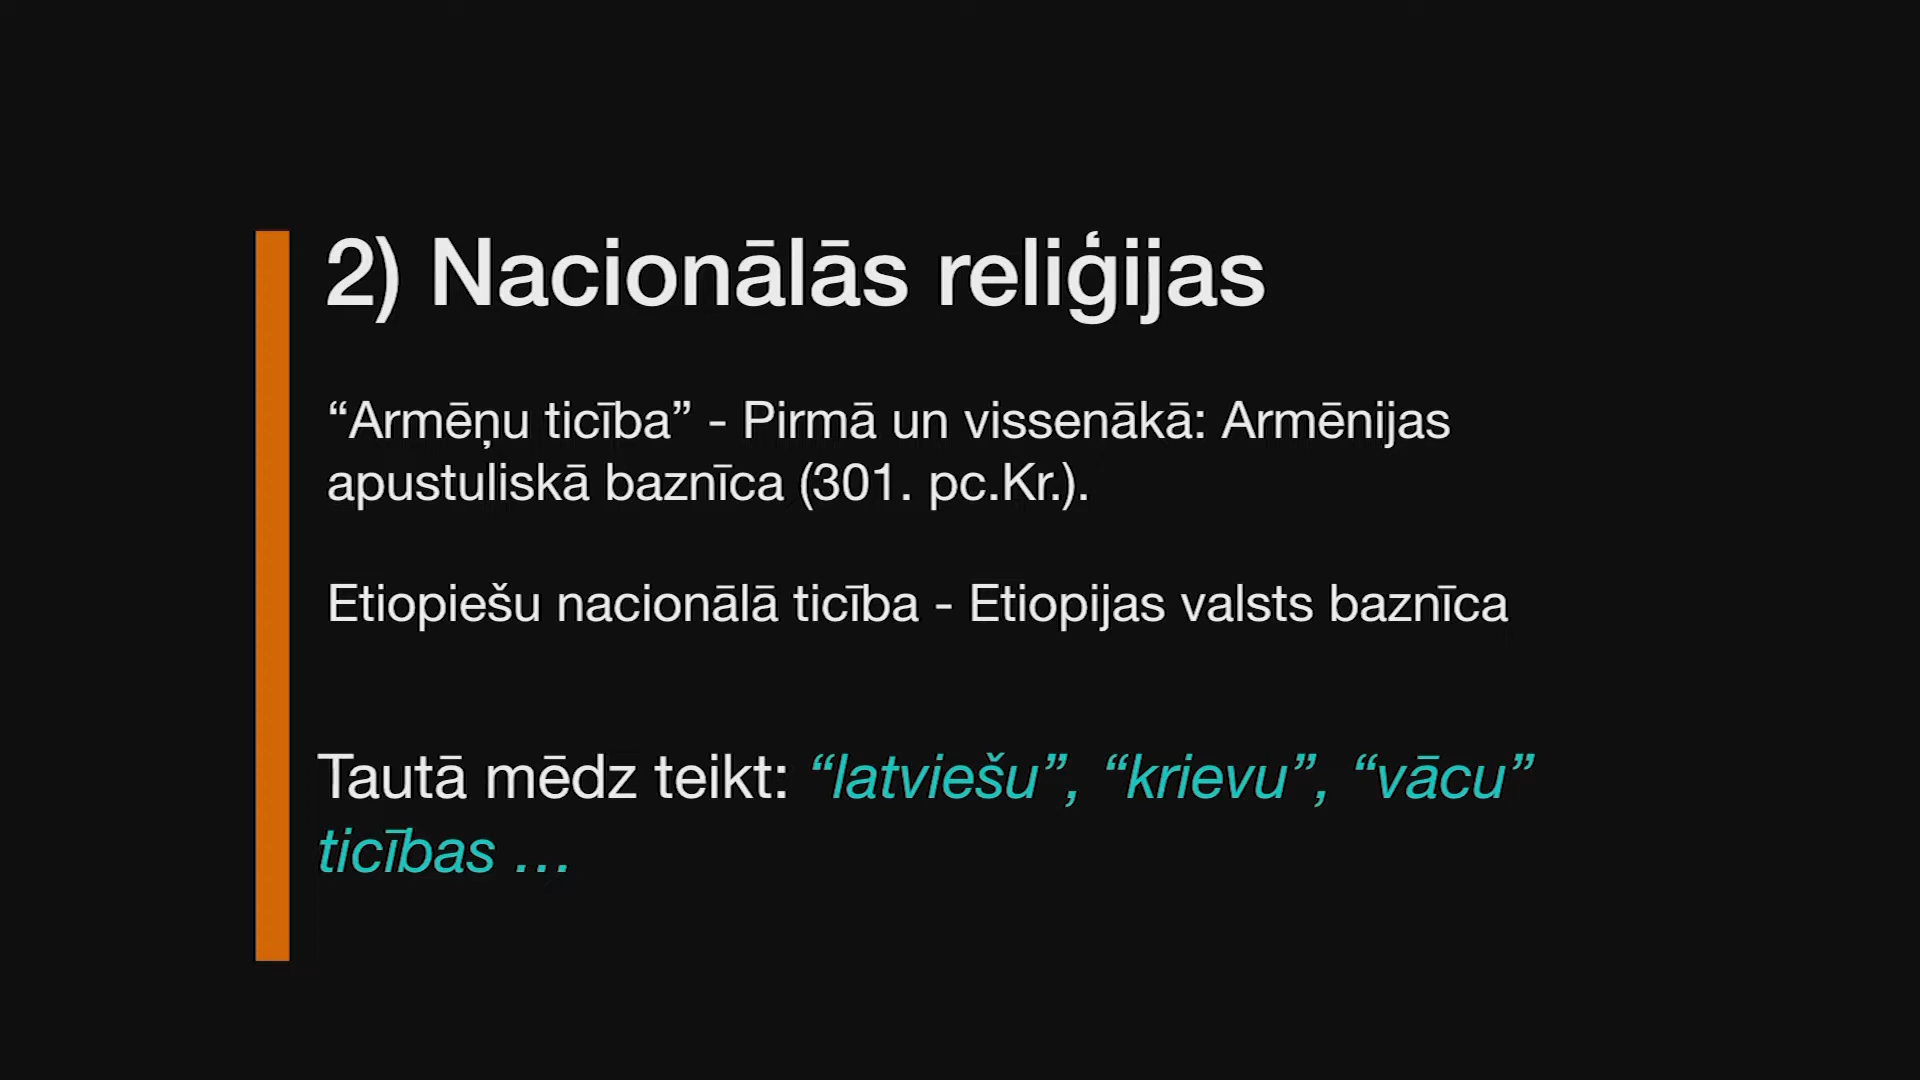 2) Nacionālās reliģijas
“Armēņu ticība” - Pirmā un vissenākā: Armēnijas
apustuliskā baznīca (301. pc.Kr.).
Etiopiešu nacionālā ticība - Etiopijas valsts baznīca
Tautā mēdz teikt: “latviešu”, “krievu”, “vācu”
ticības …